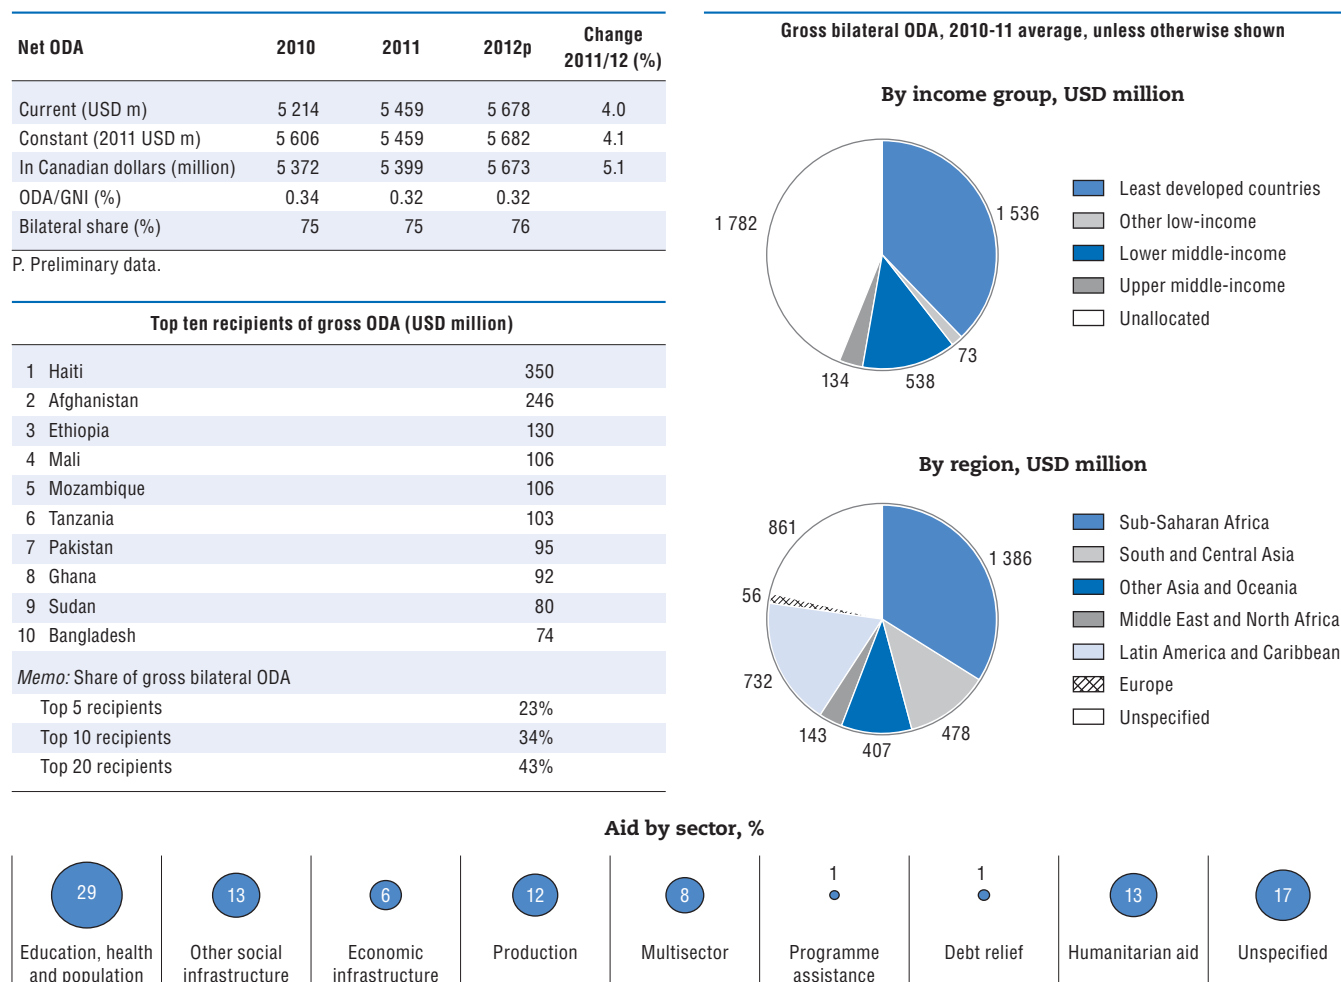 Net ODA 2010 2011 2012p Change 2011/12 (%)
Current (USD m) 5 214 5 459 5 678 4.0
Constant (2011 USD m) 5 606 5 459 5 682 4.1
In Canadian dollars (million) 5 372 5 399 5 673 5.1
ODA/GNI (%) 0.34 0.32 0.32
Bilateral share (%) 75 75 76
P. Preliminary data.
Top ten recipients of gross ODA (USD million)
1 Haiti 350
2 Afghanistan 246
3 Ethiopia 130
4 Mali 106
5 Mozambique 106
6 Tanzania 103
7 Pakistan 95
8 Ghana 92
9 Sudan 80
10 Bangladesh 74
Memo: Share of gross bilateral ODA
Top 5 recipients 23%
Top 10 recipients 34%
Top 20 recipients 43%
Gross bilateral ODA, 2010-11 average, unless otherwise shown
By income group, USD million
1 782
1 536
73
538
134
Least developed countries
Other low-income
Lower middle-income
Upper middle-income
Unallocated
By region, USD million
861
1 386
56
732
143
407
478
Sub-Saharan Africa
South and Central Asia
Other Asia and Oceania
Middle East and North Africa
Latin America and Caribbean
Europe
Unspecified
Aid by sector, %
29 13 6 12 8 1 1 13 17
Education, health Other social Economic Production Multisector Programme Debt relief Humanitarian aid Unspecified
and population infrastructure infrastructure assistance